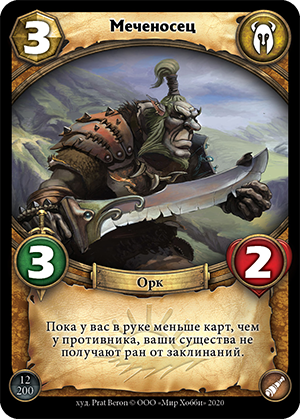 3
Меченосец
3
Орк
2
Пока у вас в руке меньше карт, чем
у противника, ваши существа не
получают ран от заклинаний.
12
200
худ. Prat Beron © ООО «Мир Хобби» 2020